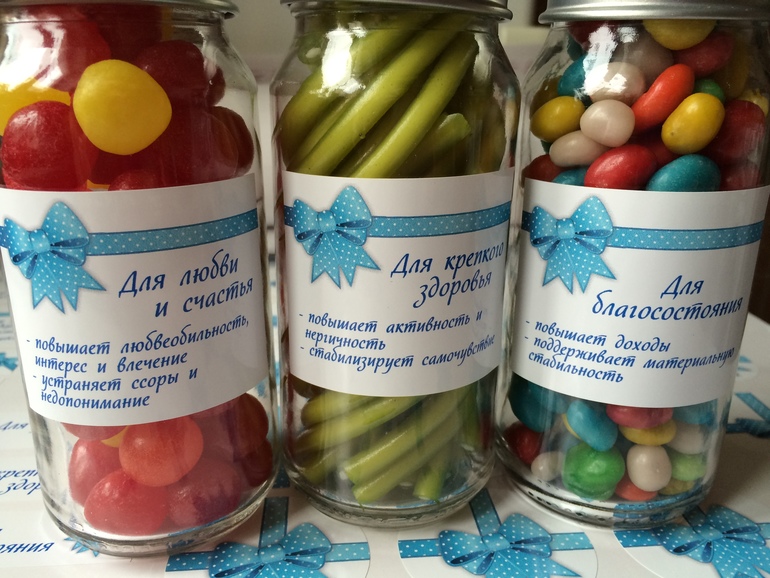 Для любви
и счастья
- повышает любвеобильность,
интерес и влечение
- устраняет ссоры и
недопонимание
Для крепкого
здоровья
- повышает активность и
нергичность
- стабилизирует самочувствие
Для
благосостояния
- повышает доходы
- поддерживает материальную
стабильность